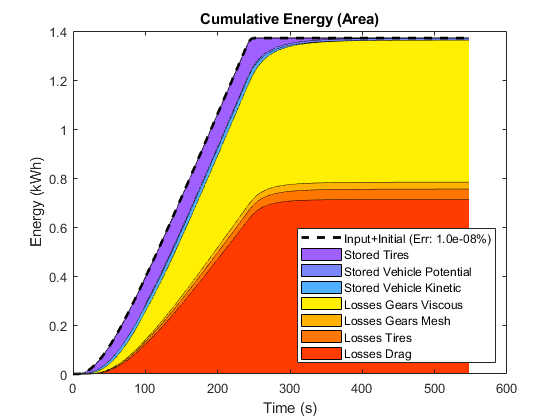 Cumulative Energy (Area)
1.4
1.2
1
0.8
0.6
0.4
0.2
0
Energy (kWh)
Input+Initial (Err: 1.0e-08%)
Stored Tires
Stored Vehicle Potential
Stored Vehicle Kinetic
Losses Gears Viscous
Losses Gears Mesh
Losses Tires
Losses Drag
0 100 200 300 400 500 600
Time (s)